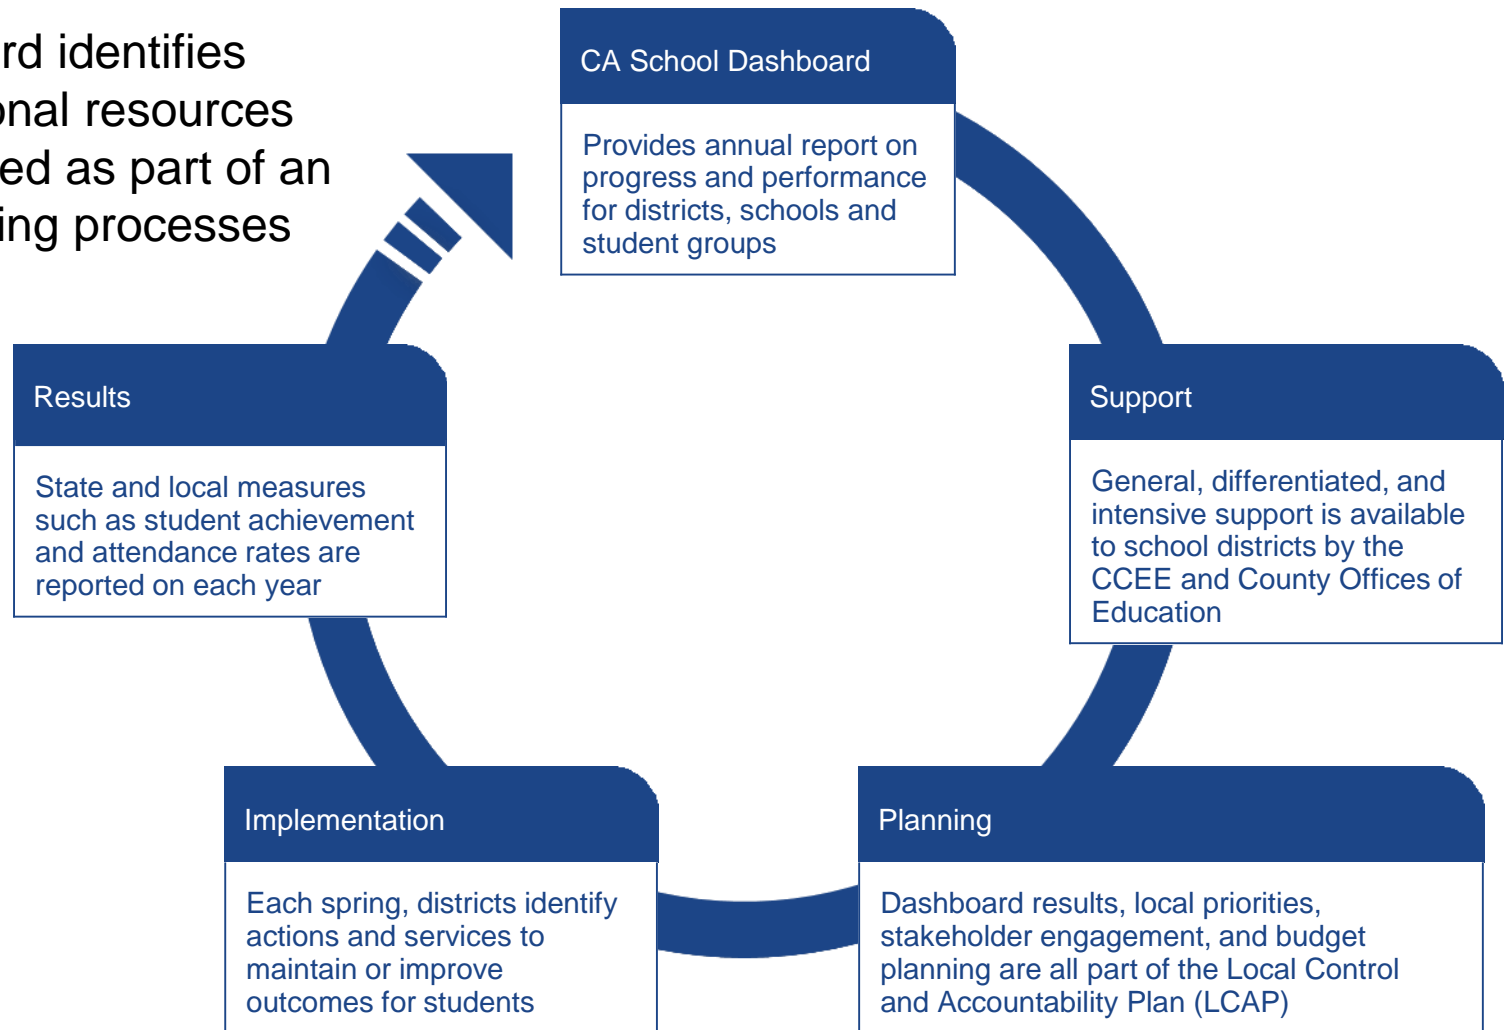 rd identifies
onal resources
ed as part of an
ing processes
CA School Dashboard
Provides annual report on
progress and performance
for districts, schools and
student groups
Support
General, differentiated, and
intensive support is available
to school districts by the
CCEE and County Offices of
Education
Planning
Dashboard results, local priorities,
stakeholder engagement, and budget
planning are all part of the Local Control
and Accountability Plan (LCAP)
Implementation
Each spring, districts identify
actions and services to
maintain or improve
outcomes for students
Results
State and local measures
such as student achievement
and attendance rates are
reported on each year